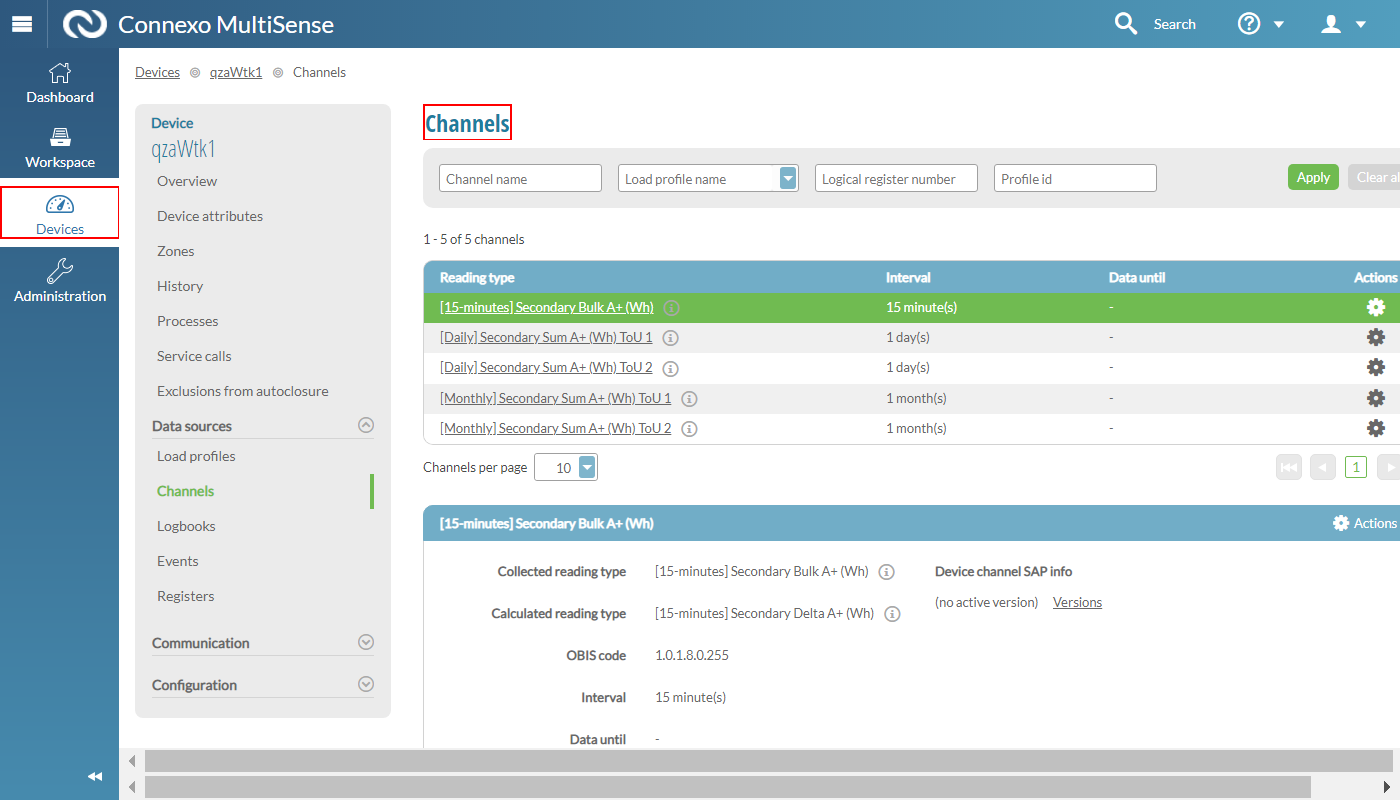 Connexo MultiSense
Search
Dashboard
Workspace
Devices
Administration
Devices qzaWtk1 Channels
Device
qzaWtk1
Overview
Device attributes
Zones
History
Processes
Service calls
Exclusions from autoclosure
Data sources
Load profiles
Channels
Logbooks
Events
Registers
Communication
Configuration
Channels
Channel name Load profile name Logical register number Profile id Apply Clear al
1 - 5 of 5 channels
Reading type Interval Data until Actions
[15-minutes] Secondary Bulk A+ (Wh) 15 minute(s) -
[Daily] Secondary Sum A+ (Wh) ToU 1 1 day(s) -
[Daily] Secondary Sum A+ (Wh) ToU 2 1 day(s) -
[Monthly] Secondary Sum A+ (Wh) ToU 1 1 month(s) -
[Monthly] Secondary Sum A+ (Wh) ToU 2 1 month(s) -
Channels per page 10 1
[15-minutes] Secondary Bulk A+ (Wh) Actions
Collected reading type [15-minutes] Secondary Bulk A+ (Wh) Device channel SAP info
(no active version) Versions
Calculated reading type [15-minutes] Secondary Delta A+ (Wh)
OBIS code 1.0.1.8.0.255
Interval 15 minute(s)
Data until -